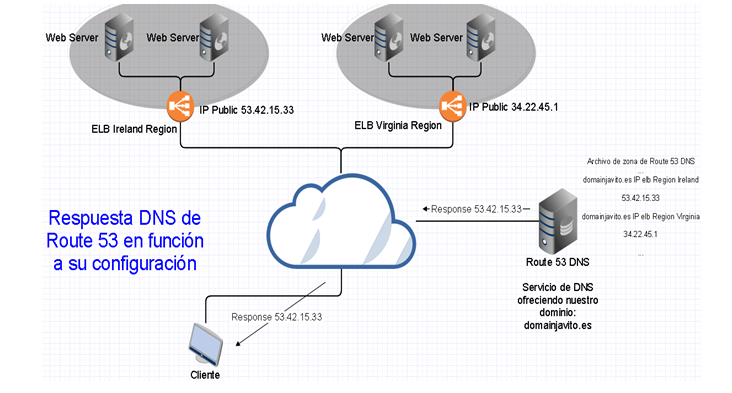 Web Server
Web Server
Web Server
Web Server
IP Public 53.42.15.33
IP Public 34.22.45.1
ELB Ireland Region
ELB Virginia Region
Archivo de zona de Route 53 DNS
...
domainjavito.es IP elb Region Ireland
53.42.15.33
domainjavito.es IP elb Region Virginia
34.22.45.1
...
Response 53.42.15.33
Respuesta DNS de
Route 53 en función
a su configuración
Route 53 DNS
Servicio de DNS
ofreciendo nuestro
dominio:
domainjavito.es
Response 53.42.15.33
Cliente